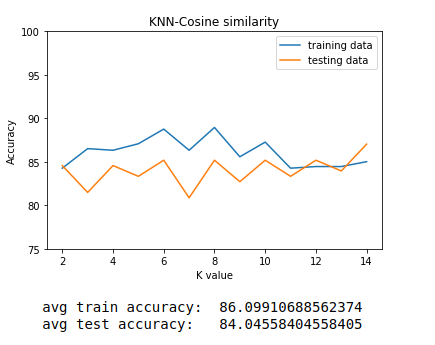 KNN-Cosine similarity
training data
testing data
100
95
90
85
80
75
Accuracy
2 4 6 8 10 12 14
K value
avg train accuracy: 86.09910688562374
avg test accuracy: 84.04558404558405